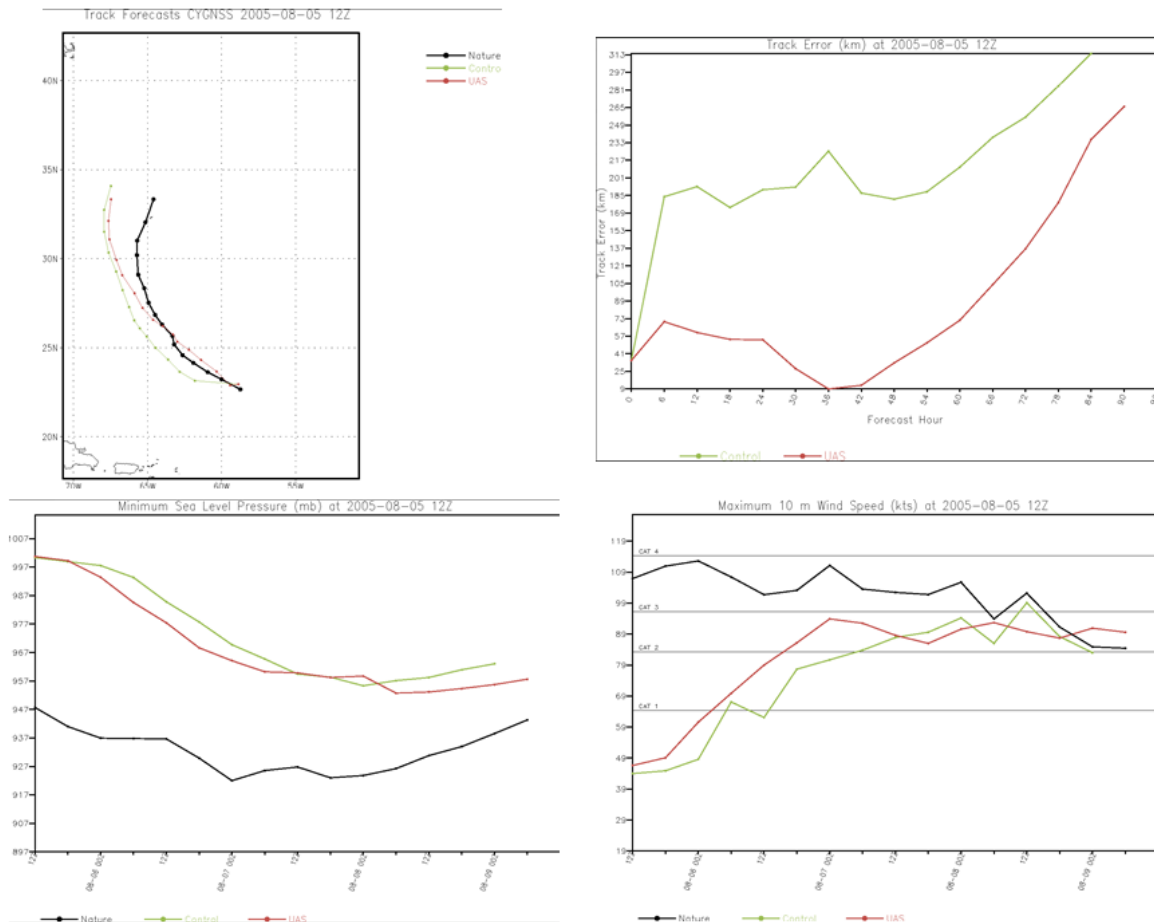 Track Forecasts CYGNSS 2005-08-05 12Z
Nature
Contro
UAS
40N
35N
30N
25N
20N
70W
65W
60W
55W
Track Error (km) at 2005-08-05 12Z
Track Error (km)
313
297
281
265
249
233
217
201
185
169
153
137
121
105
89
73
57
41
25
9
0
6
12
18
24
30
36
42
48
54
60
66
72
78
84
90
Forecast Hour
Control
UAS
Minimum Sea Level Pressure (mb) at 2005-08-05 12Z
1007
997
987
977
967
957
947
937
927
917
907
897
12Z
08-06 00Z
12Z
08-07 00Z
12Z
08-08 00Z
12Z
08-09 00Z
Nature
Control
UAS
Maximum 10 m Wind Speed (kts) at 2005-08-05 12Z
119
109
99
89
79
69
59
49
39
29
19
CAT 4
CAT 3
CAT 2
CAT 1
12Z
08-06 00Z
12Z
08-07 00Z
12Z
08-08 00Z
12Z
08-09 00Z
Nature
Control
UAS